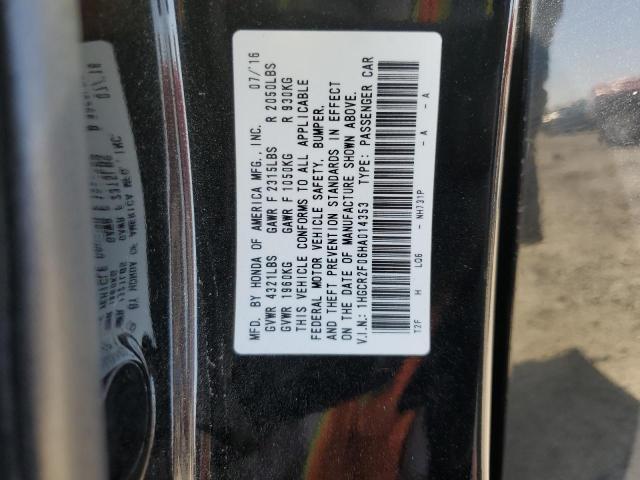 MFD. BY HONDA OF AMERICA MFG., INC. 07/'16
GVWR 4321LBS GAWR F 2315LBS R 2050LBS
GVWR 1960KG GAWR F 1050KG R 930KG
THIS VEHICLE CONFORMS TO ALL APPLICABLE
FEDERAL MOTOR VEHICLE SAFETY, BUMPER,
AND THEFT PREVENTION STANDARDS IN EFFECT
ON THE DATE OF MANUFACTURE SHOWN ABOVE.
V.I.N.: 1HGCR2F06HA014353 TYPE: PASSENGER CAR
T2F H L06 - NH731P - A - A